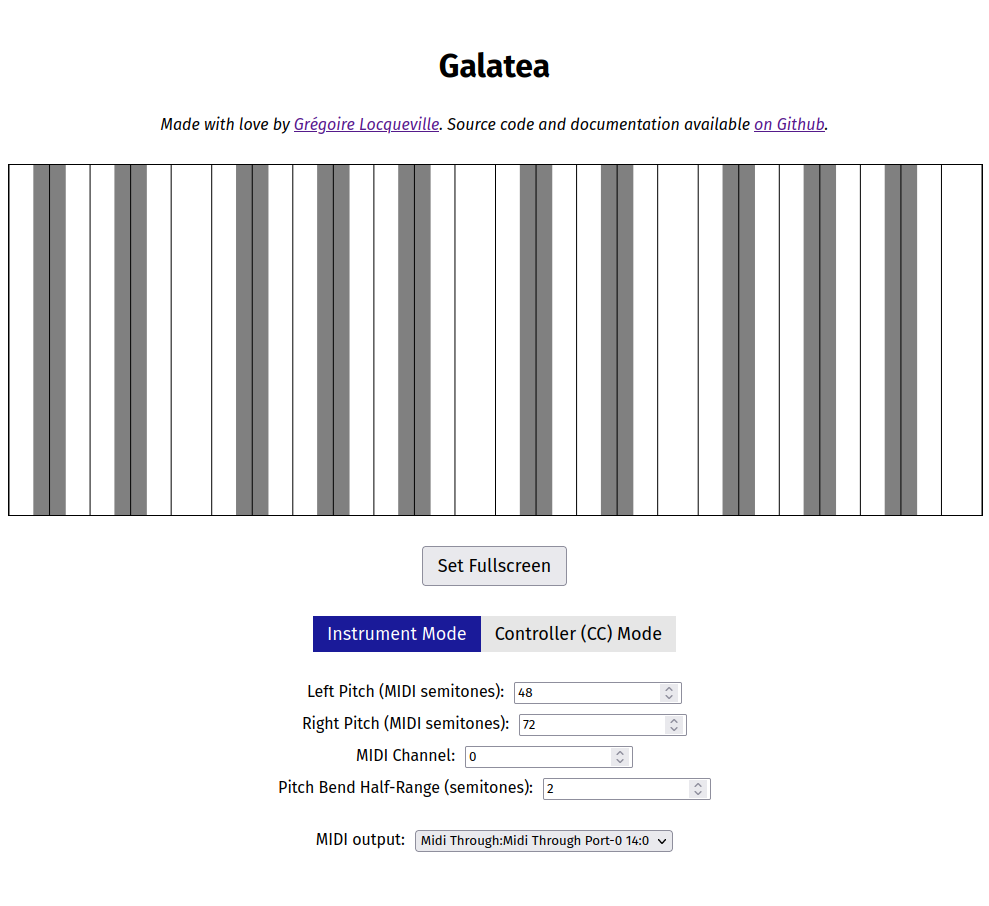 Galatea
Made with love by Grégoire Locqueville. Source code and documentation available on Github.
Set Fullscreen
Instrument Mode Controller (CC) Mode
Left Pitch (MIDI semitones): 48
Right Pitch (MIDI semitones): 72
MIDI Channel: 0
Pitch Bend Half-Range (semitones): 2
MIDI output: Midi Through:Midi Through Port-0 14:0